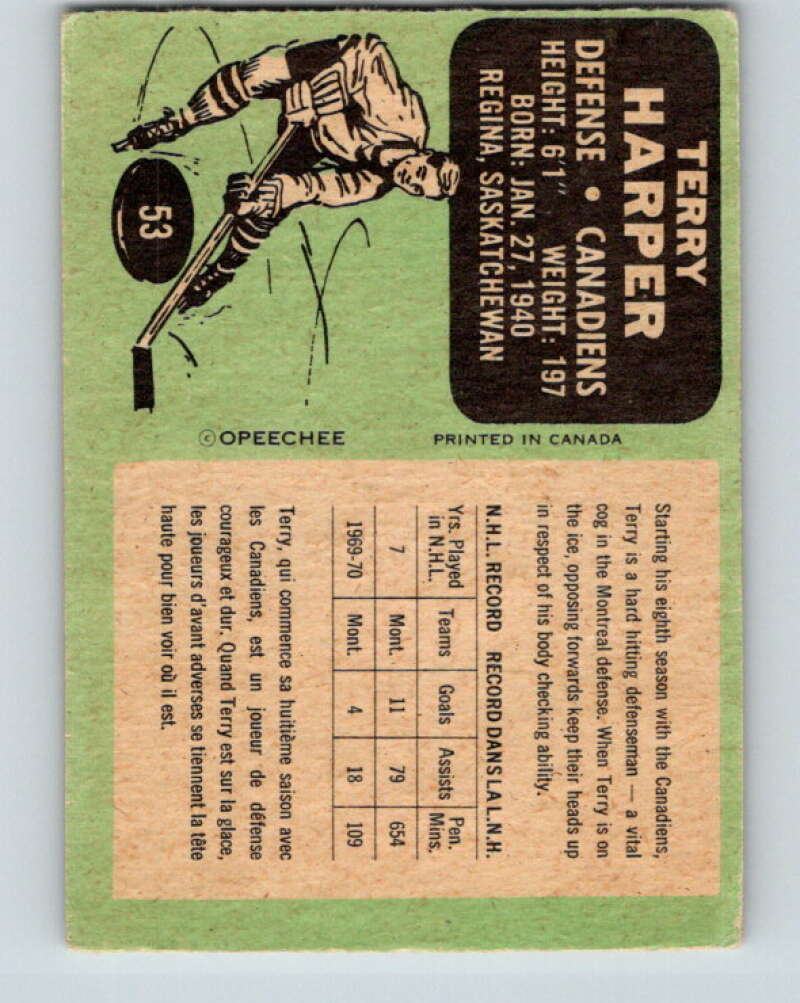 TERRY
HARPER
DEFENSE • CANADIENS
HEIGHT: 6'1" WEIGHT: 197
BORN: JAN. 27, 1940
REGINA, SASKATCHEWAN
53
© OPEECHEE PRINTED IN CANADA
Starting his eighth season with the Canadiens,
Terry is a hard hitting defenseman — a vital
cog in the Montreal defense. When Terry is on
the ice, opposing forwards keep their heads up
in respect of his body checking ability.
N.H.L. RECORD RECORD DANS LA L.N.H.
Yrs. Played in N.H.L. Teams Goals Assists Pen. Mins.
7 Mont. 11 79 654
1969-70 Mont. 4 18 109
Terry, qui commence sa huitième saison avec
les Canadiens, est un joueur de défense
courageux et dur. Quand Terry est sur la glace,
les joueurs d'avant adverses se tiennent la tête
haute pour bien voir où il est.